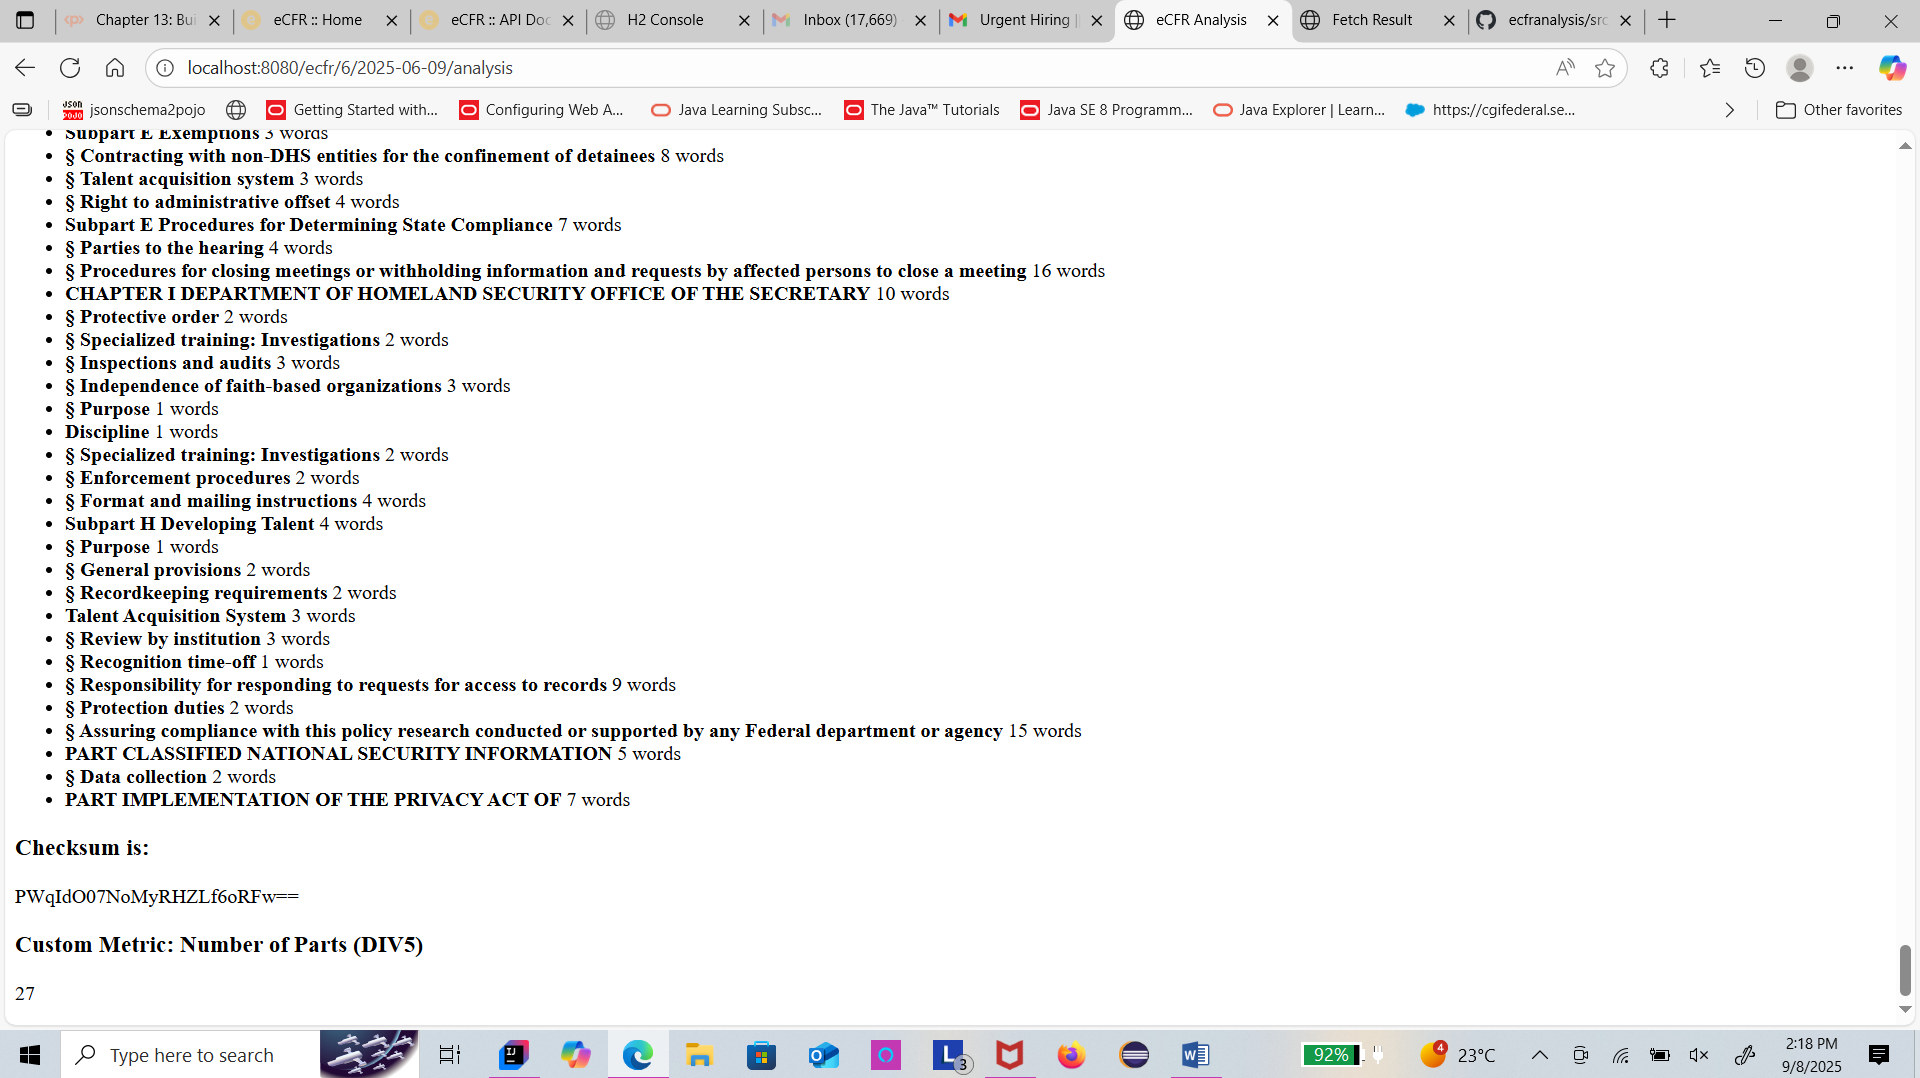 Chapter 13: Bui
eCFR :: Home
eCFR :: API Doc
H2 Console
Inbox (17,669)
Urgent Hiring |
eCFR Analysis
Fetch Result
ecfranalysis/src
localhost:8080/ecfr/6/2025-06-09/analysis
jsonschema2pojo
Getting Started with...
Configuring Web A...
Java Learning Subsc...
The Java™ Tutorials
Java SE 8 Programm...
Java Explorer | Learn...
https://cgifederal.se...
Other favorites
• Subpart E Exemptions 3 words
• § Contracting with non-DHS entities for the confinement of detainees 8 words
• § Talent acquisition system 3 words
• § Right to administrative offset 4 words
• Subpart E Procedures for Determining State Compliance 7 words
• § Parties to the hearing 4 words
• § Procedures for closing meetings or withholding information and requests by affected persons to close a meeting 16 words
• CHAPTER I DEPARTMENT OF HOMELAND SECURITY OFFICE OF THE SECRETARY 10 words
• § Protective order 2 words
• § Specialized training: Investigations 2 words
• § Inspections and audits 3 words
• § Independence of faith-based organizations 3 words
• § Purpose 1 words
• Discipline 1 words
• § Specialized training: Investigations 2 words
• § Enforcement procedures 2 words
• § Format and mailing instructions 4 words
• Subpart H Developing Talent 4 words
• § Purpose 1 words
• § General provisions 2 words
• § Recordkeeping requirements 2 words
• Talent Acquisition System 3 words
• § Review by institution 3 words
• § Recognition time-off 1 words
• § Responsibility for responding to requests for access to records 9 words
• § Protection duties 2 words
• § Assuring compliance with this policy research conducted or supported by any Federal department or agency 15 words
• PART CLASSIFIED NATIONAL SECURITY INFORMATION 5 words
• § Data collection 2 words
• PART IMPLEMENTATION OF THE PRIVACY ACT OF 7 words
Checksum is:
PWqIdO07NoMyRHZLf6oRFw==
Custom Metric: Number of Parts (DIV5)
27
Type here to search
3
92%
4
23°C
2:18 PM
9/8/2025